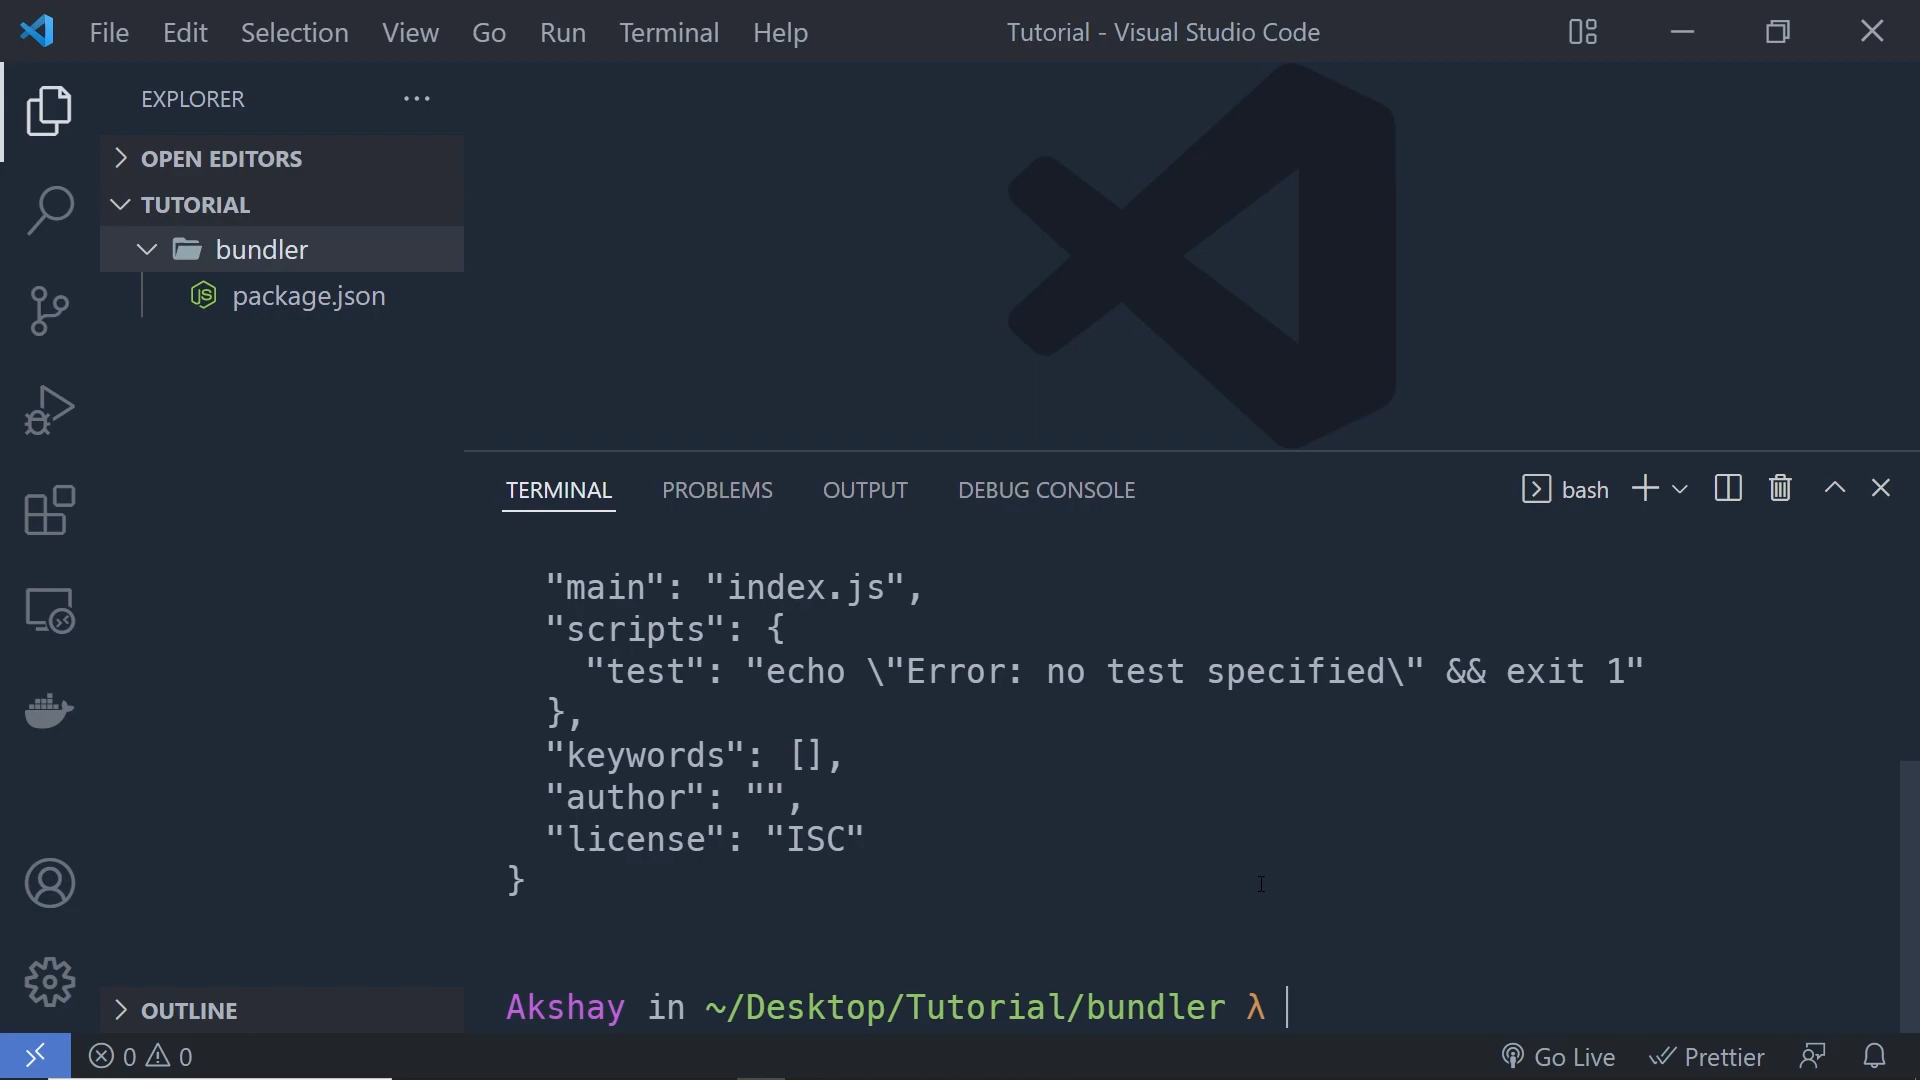 File Edit Selection View Go Run Terminal Help Tutorial - Visual Studio Code
EXPLORER
OPEN EDITORS
TUTORIAL
bundler
package.json
TERMINAL PROBLEMS OUTPUT DEBUG CONSOLE bash
"main": "index.js",
"scripts": {
"test": "echo \"Error: no test specified\" && exit 1"
},
"keywords": [],
"author": "",
"license": "ISC"
}
Akshay in ~/Desktop/Tutorial/bundler λ
OUTLINE
0 0 Go Live Prettier